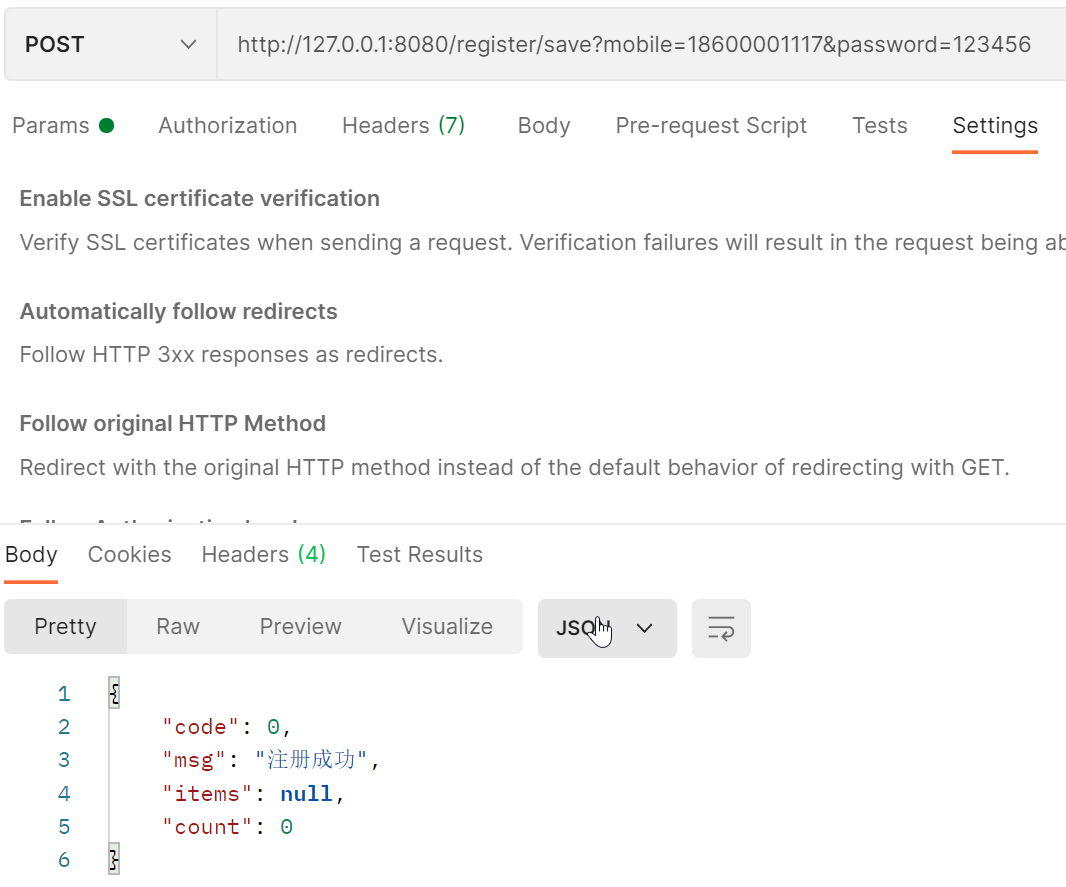 POST http://127.0.0.1:8080/register/save?mobile=18600001117&password=123456
Params Authorization Headers (7) Body Pre-request Script Tests Settings
Enable SSL certificate verification
Verify SSL certificates when sending a request. Verification failures will result in the request being
Automatically follow redirects
Follow HTTP 3xx responses as redirects.
Follow original HTTP Method
Redirect with the original HTTP method instead of the default behavior of redirecting with GET.
Body Cookies Headers (4) Test Results
Pretty Raw Preview Visualize JSON
1 {
2 "code": 0,
3 "msg": "注册成功",
4 "items": null,
5 "count": 0
6 }